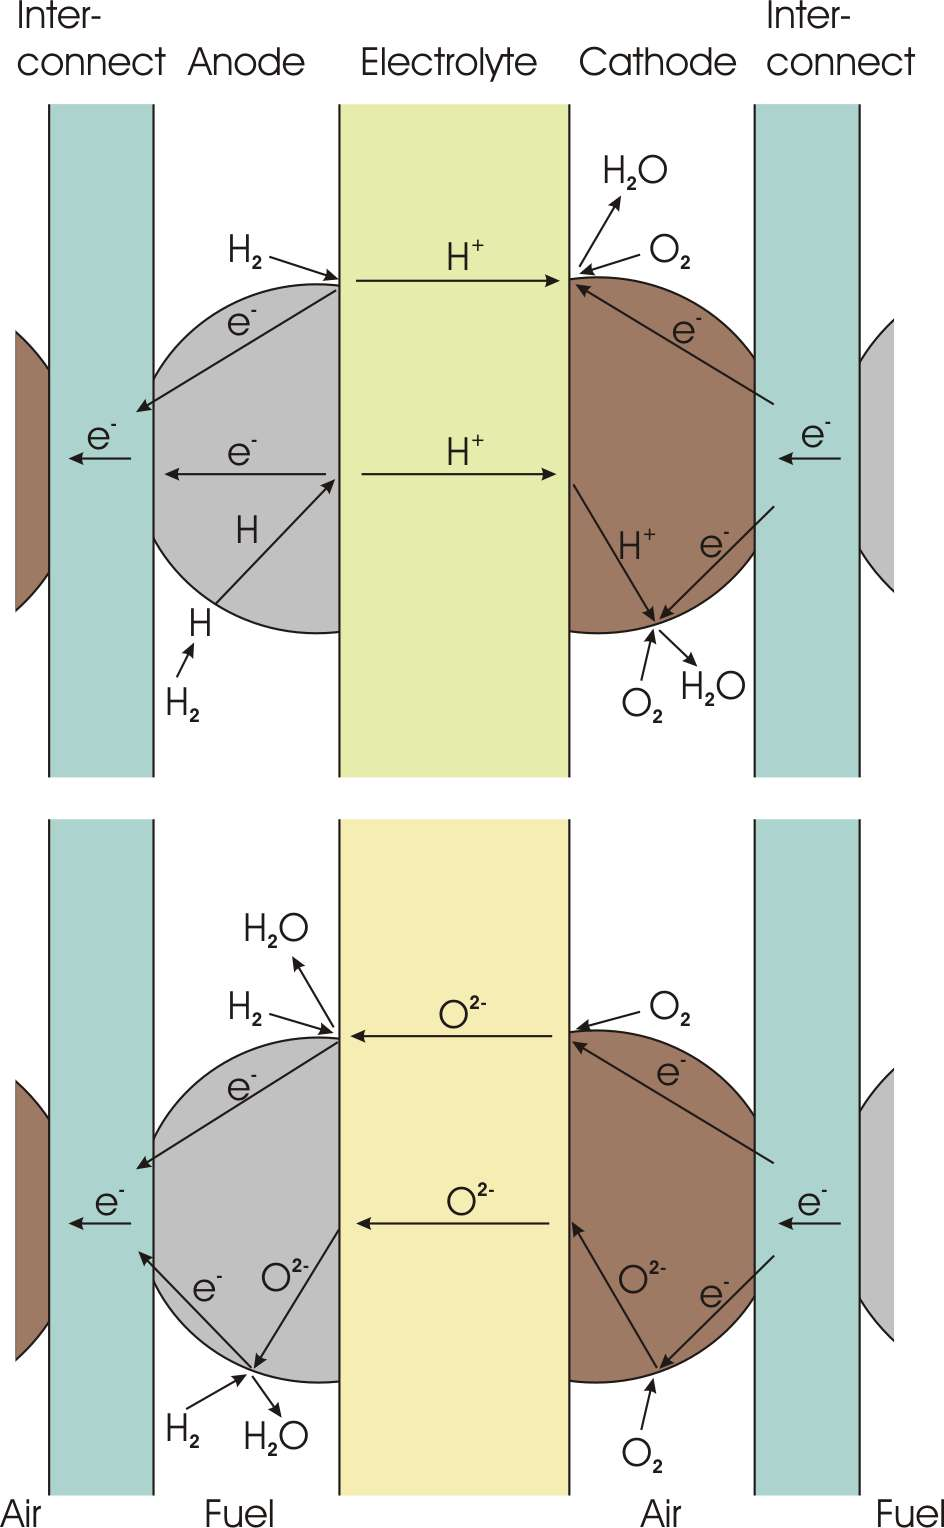 Inter-
connect Anode Electrolyte Cathode Inter-
connect
H₂O
H₂ H⁺ O₂
e⁻ e⁻
e⁻ e⁻ H⁺ e⁻
H H⁺ e⁻
H
H₂ O₂ H₂O
H₂O
H₂ O²⁻ O₂
e⁻ e⁻
e⁻ O²⁻ e⁻
e⁻ O²⁻ O²⁻ e⁻
H₂ H₂O O₂
Air Fuel Air Fuel